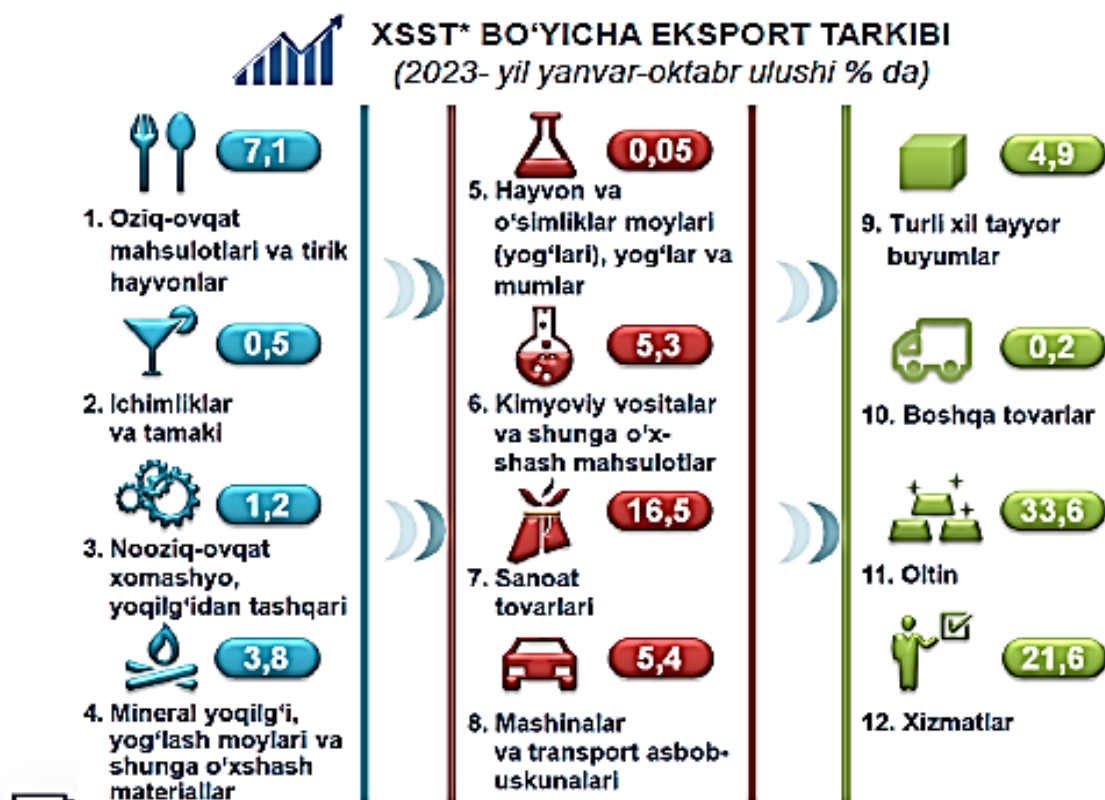 XSST* BO‘YICHA EKSPORT TARKIBI
(2023- yil yanvar-oktabr ulushi % da)
7,1
1. Oziq-ovqat
mahsulotlari va tirik
hayvonlar
0,5
2. Ichimliklar
va tamaki
1,2
3. Nooziq-ovqat
xomashyo,
yoqilg‘idan tashqari
3,8
4. Mineral yoqilg‘i,
yog‘lash moylari va
shunga o‘xshash
materiallar
0,05
5. Hayvon va
o‘simliklar moylari
(yog‘lari), yog‘lar va
mumlar
5,3
6. Kimyoviy vositalar
va shunga o‘x-
shash mahsulotlar
16,5
7. Sanoat
tovarlari
5,4
8. Mashinalar
va transport asbob-
uskunalari
4,9
9. Turli xil tayyor
buyumlar
0,2
10. Boshqa tovarlar
33,6
11. Oltin
21,6
12. Xizmatlar